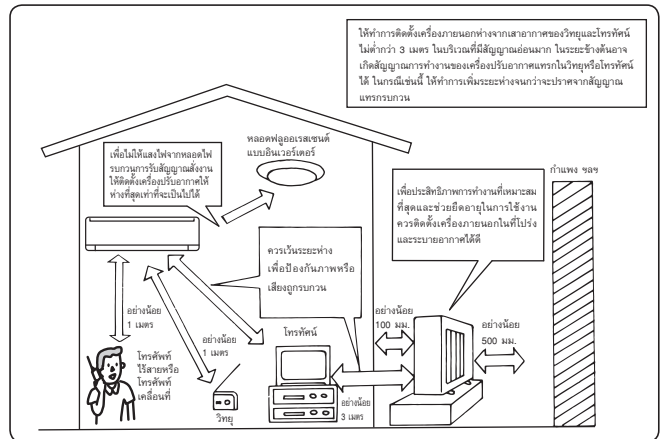 ให้ทำการติดตั้งเครื่องภายนอกห่างจากเสาอากาศของวิทยุและโทรทัศน์
ไม่ต่ำกว่า 3 เมตร ในบริเวณที่มีสัญญาณอ่อนมาก ในระยะข้างต้นอาจ
เกิดสัญญาณการทำงานของเครื่องปรับอากาศแทรกในวิทยุหรือโทรทัศน์
ได้ ในกรณีเช่นนี้ ให้ทำการเพิ่มระยะห่างจนกว่าจะปราศจากสัญญาณ
แทรกรบกวน
หลอดฟลูออเรสเซนต์
แบบอินเวอร์เตอร์
เพื่อไม่ให้แสงไฟจากหลอดไฟ
รบกวนการรับสัญญาณสั่งงาน
ให้ติดตั้งเครื่องปรับอากาศให้
ห่างที่สุดเท่าที่จะเป็นไปได้
กำแพง ฯลฯ
เพื่อประสิทธิภาพการทำงานที่เหมาะสม
ที่สุดและช่วยยืดอายุในการใช้งาน
ควรติดตั้งเครื่องภายนอกในที่โปร่ง
และระบายอากาศได้ดี
ควรเว้นระยะห่าง
เพื่อป้องกันภาพหรือ
เสียงถูกรบกวน
อย่างน้อย
1 เมตร
อย่างน้อย
1 เมตร
โทรทัศน์
อย่างน้อย
100 มม.
อย่างน้อย
500 มม.
โทรศัพท์
ไร้สายหรือ
โทรศัพท์
เคลื่อนที่
วิทยุ
อย่างน้อย
3 เมตร